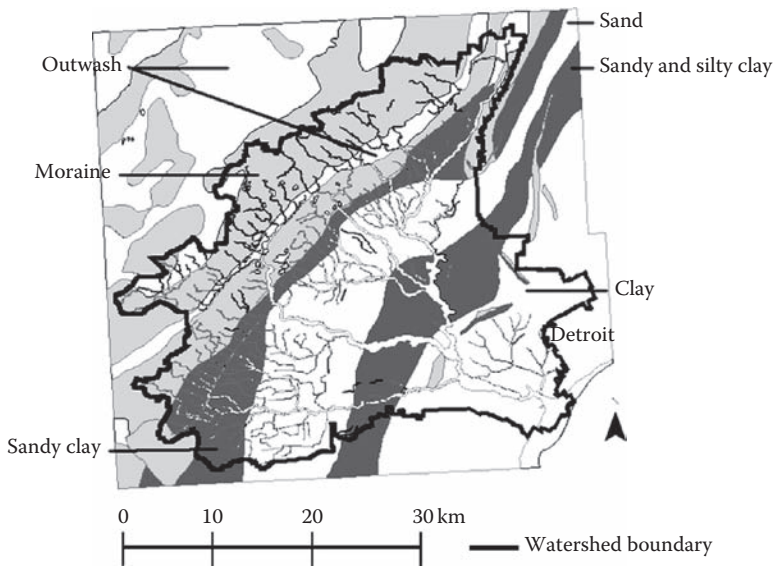 Sand
Outwash
Sandy and silty clay
Moraine
Clay
Detroit
Sandy clay
0 10 20 30 km
Watershed boundary